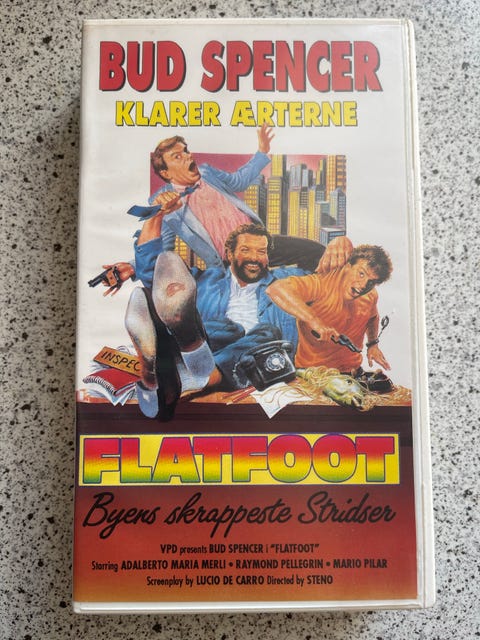 BUD SPENCER
KLARER ÆRTERNE
INSPEC
FLATFOOT
Byens skrappeste Stridser
VPD presents BUD SPENCER i "FLATFOOT"
Starring ADALBERTO MARIA MERLI • RAYMOND PELLEGRIN • MARIO PILAR
Screenplay by LUCIO DE CARRO Directed by STENO